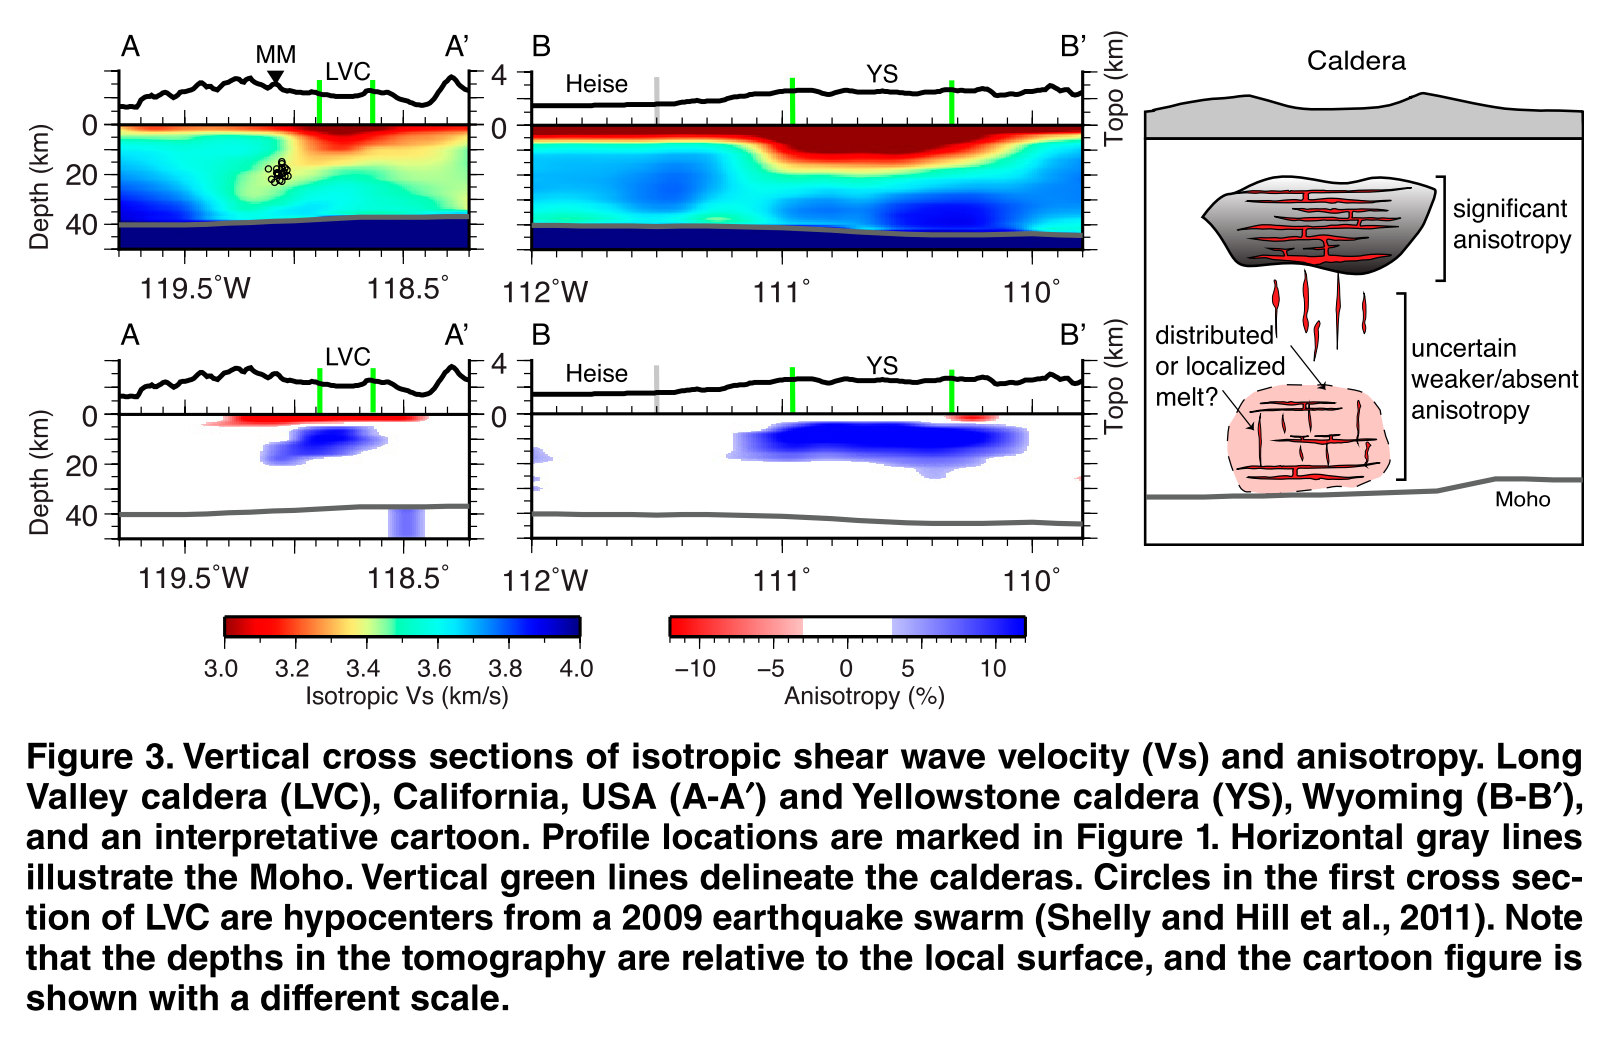 A
MM
LVC
A’
B
Heise
YS
B’
4
0
Topo (km)
Caldera
0
20
40
Depth (km)
119.5°W
118.5°
112°W
111°
110°
significant
anisotropy
distributed
or localized
melt?
uncertain
weaker/absent
anisotropy
Moho
A
LVC
A’
B
Heise
YS
B’
4
0
Topo (km)
0
20
40
Depth (km)
119.5°W
118.5°
112°W
111°
110°
3.0 3.2 3.4 3.6 3.8 4.0
Isotropic Vs (km/s)
−10 −5 0 5 10
Anisotropy (%)
Figure 3. Vertical cross sections of isotropic shear wave velocity (Vs) and anisotropy. Long
Valley caldera (LVC), California, USA (A-A′) and Yellowstone caldera (YS), Wyoming (B-B′),
and an interpretative cartoon. Profile locations are marked in Figure 1. Horizontal gray lines
illustrate the Moho. Vertical green lines delineate the calderas. Circles in the first cross sec-
tion of LVC are hypocenters from a 2009 earthquake swarm (Shelly and Hill et al., 2011). Note
that the depths in the tomography are relative to the local surface, and the cartoon figure is
shown with a different scale.